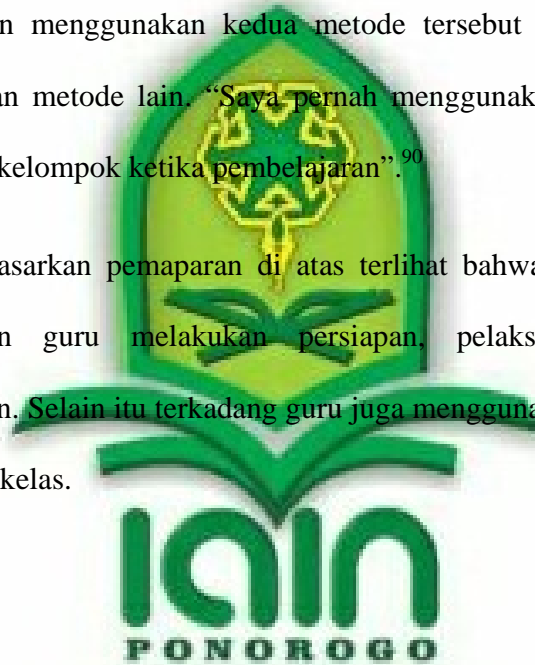 n menggunakan kedua metode tersebut
an metode lain. “Saya pernah menggunak
kelompok ketika pembelajaran”.90
asarkan pemaparan di atas terlihat bahwa
n guru melakukan persiapan, pelaks
n. Selain itu terkadang guru juga mengguna
kelas.
iain
PONOROGO